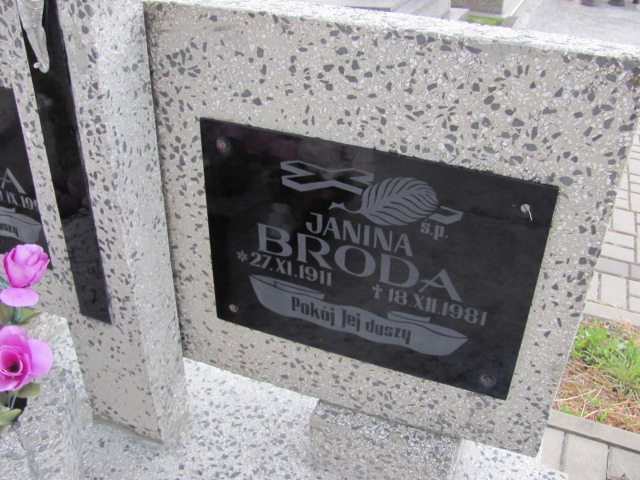 ś.p.
JANINA
BRODA
*27.XI.1911
✝18.XII.1981
Pokój Jej duszy